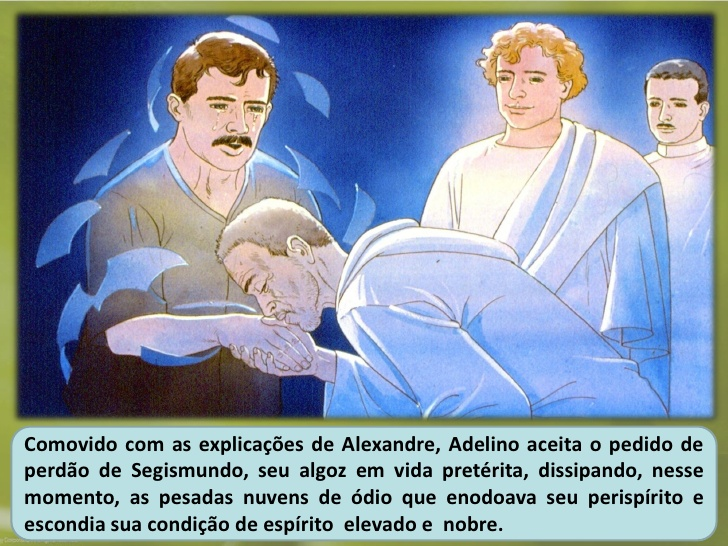 Comovido com as explicações de Alexandre, Adelino aceita o pedido de
perdão de Segismundo, seu algoz em vida pretérita, dissipando, nesse
momento, as pesadas nuvens de ódio que enodoava seu perispírito e
escondia sua condição de espírito elevado e nobre.